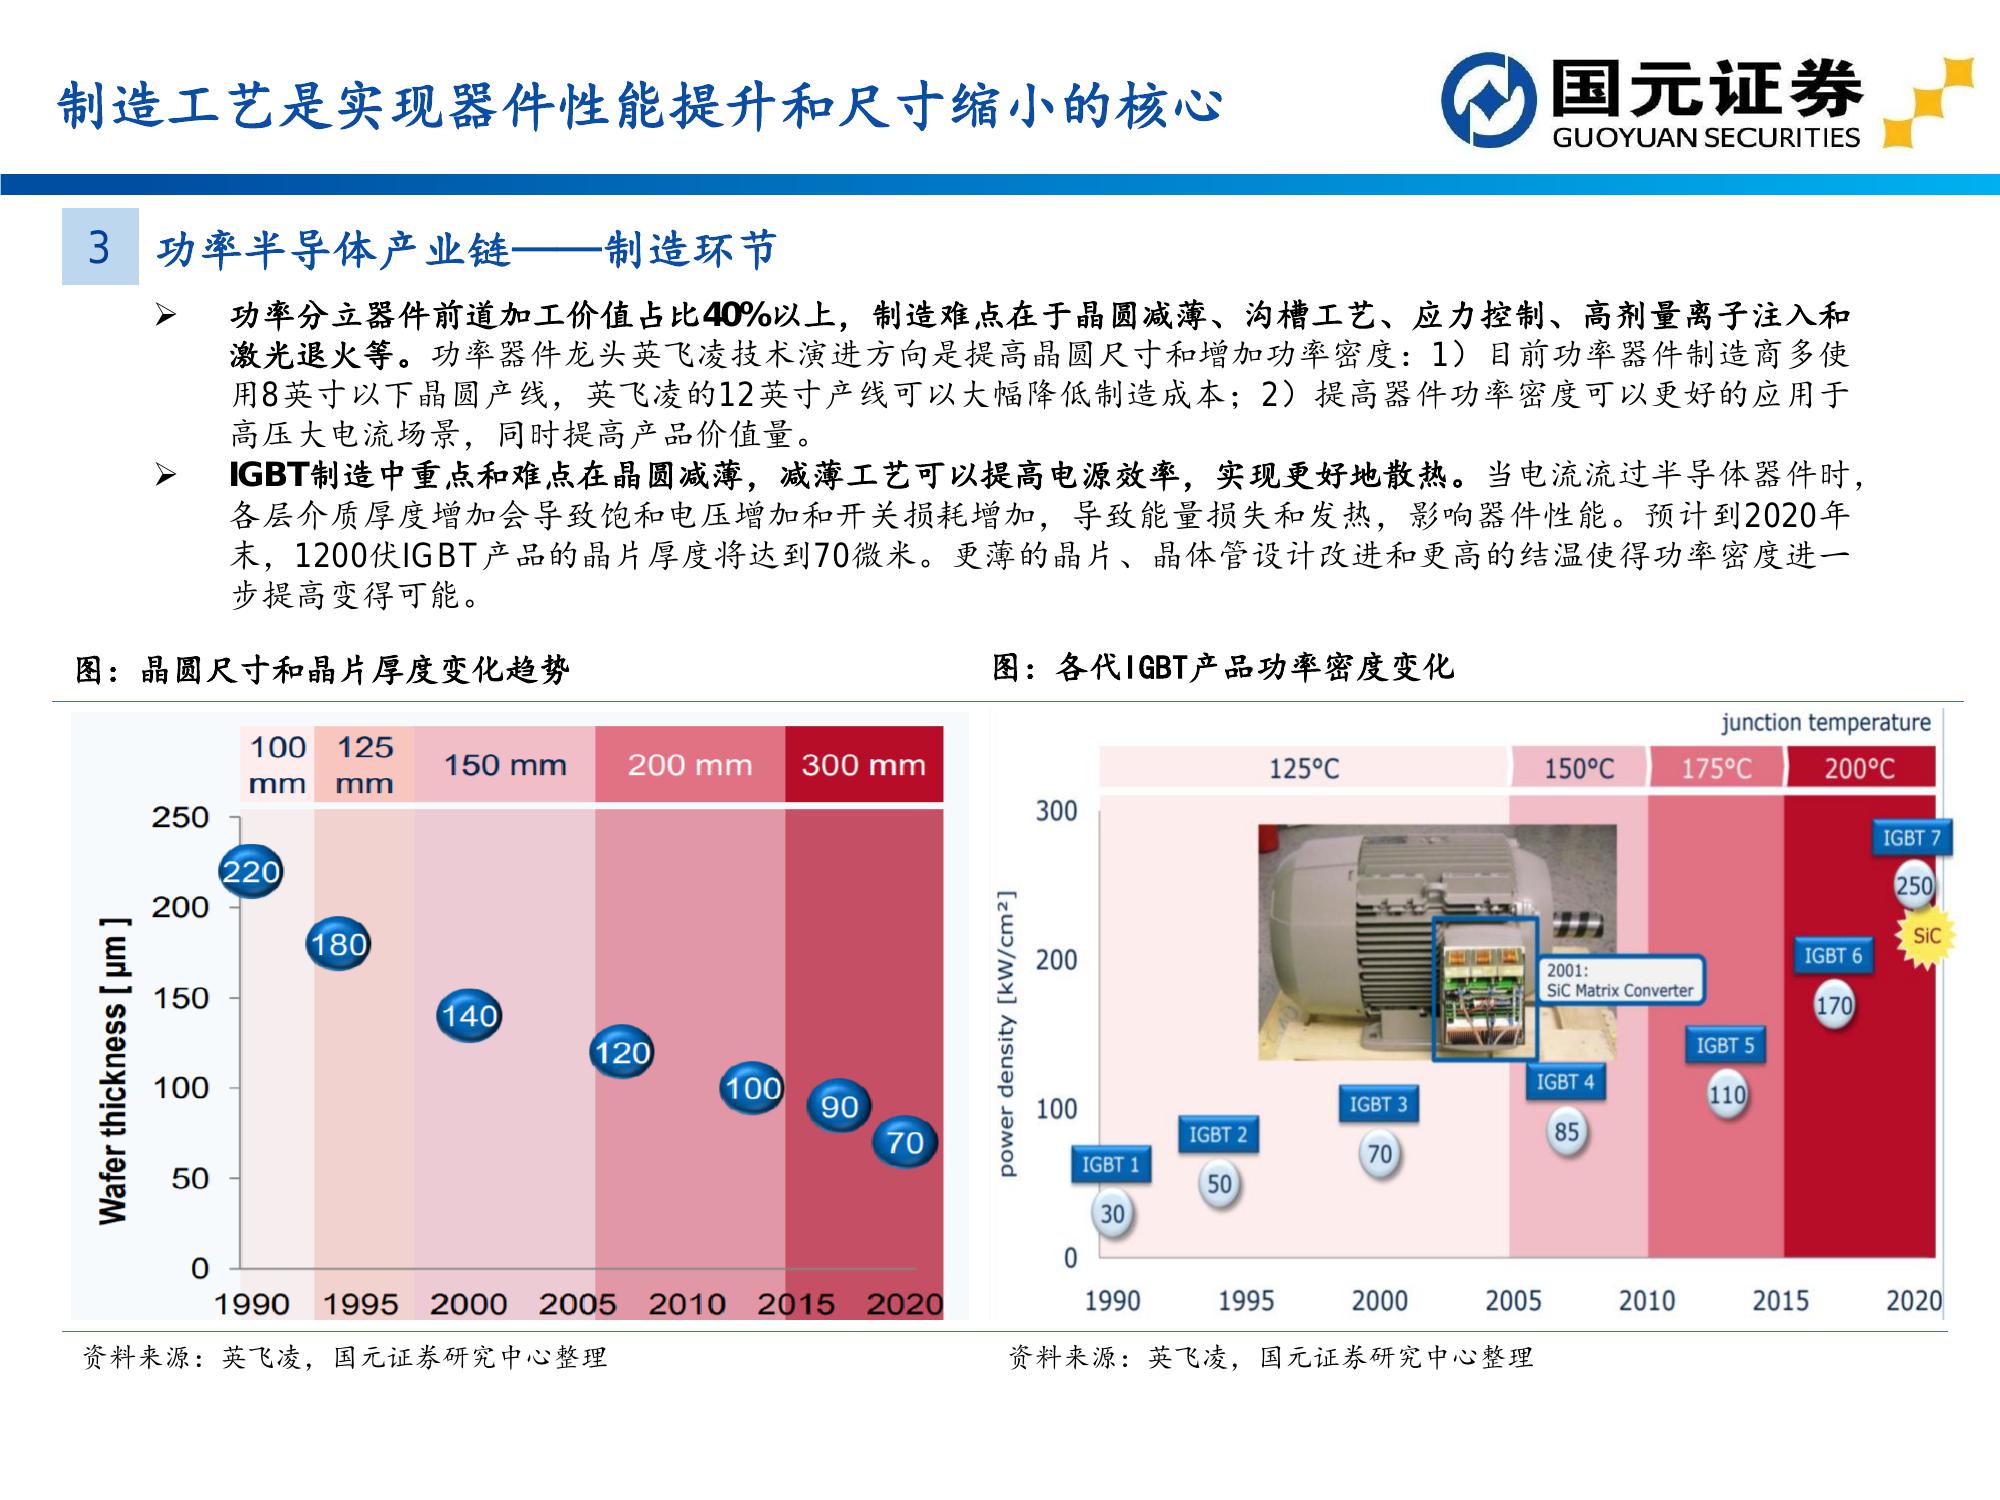 制造工艺是实现器件性能提升和尺寸缩小的核心
国元证券
GUOYUAN SECURITIES
3
功率半导体产业链——制造环节
➢ 功率分立器件前道加工价值占比40%以上，制造难点在于晶圆减薄、沟槽工艺、应力控制、高剂量离子注入和
激光退火等。功率器件龙头英飞凌技术演进方向是提高晶圆尺寸和增加功率密度：1）目前功率器件制造商多使
用8英寸以下晶圆产线，英飞凌的12英寸产线可以大幅降低制造成本；2）提高器件功率密度可以更好的应用于
高压大电流场景，同时提高产品价值量。
➢ IGBT制造中重点和难点在晶圆减薄，减薄工艺可以提高电源效率，实现更好地散热。当电流流过半导体器件时，
各层介质厚度增加会导致饱和电压增加和开关损耗增加，导致能量损失和发热，影响器件性能。预计到2020年
末，1200伏IGBT产品的晶片厚度将达到70微米。更薄的晶片、晶体管设计改进和更高的结温使得功率密度进一
步提高变得可能。
图：晶圆尺寸和晶片厚度变化趋势
100 mm
125 mm
150 mm
200 mm
300 mm
Wafer thickness [ µm ]
250
200
150
100
50
0
220
180
140
120
100
90
70
1990 1995 2000 2005 2010 2015 2020
资料来源：英飞凌，国元证券研究中心整理
图：各代IGBT产品功率密度变化
junction temperature
125°C
150°C
175°C
200°C
power density [kW/cm²]
300
200
100
0
IGBT 1
30
IGBT 2
50
IGBT 3
70
IGBT 4
85
IGBT 5
110
IGBT 6
170
IGBT 7
250
SiC
2001:
SiC Matrix Converter
1990 1995 2000 2005 2010 2015 2020
资料来源：英飞凌，国元证券研究中心整理